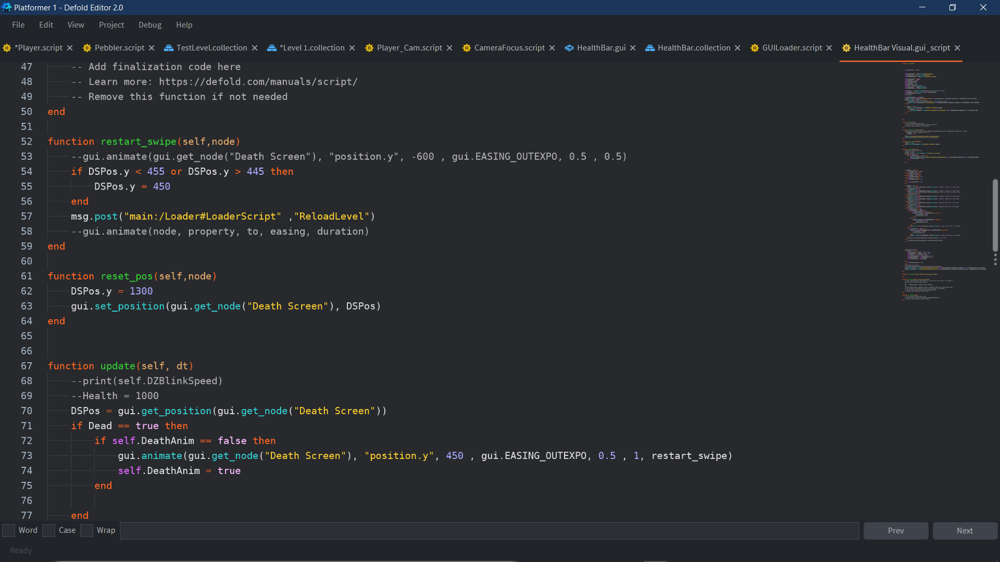 Platformer 1 - Defold Editor 2.0
File Edit View Project Debug Help
*Player.script Pebbler.script TestLevel.collection *Level 1.collection Player_Cam.script CameraFocus.script HealthBar.gui HealthBar.collection GUILoader.script HealthBar Visual.gui_script
47 -- Add finalization code here
48 -- Learn more: https://defold.com/manuals/script/
49 -- Remove this function if not needed
50 end
51
52 function restart_swipe(self,node)
53 --gui.animate(gui.get_node("Death Screen"), "position.y", -600 , gui.EASING_OUTEXPO, 0.5 , 0.5)
54 if DSPos.y < 455 or DSPos.y > 445 then
55 DSPos.y = 450
56 end
57 msg.post("main:/Loader#LoaderScript" ,"ReloadLevel")
58 --gui.animate(node, property, to, easing, duration)
59 end
60
61 function reset_pos(self,node)
62 DSPos.y = 1300
63 gui.set_position(gui.get_node("Death Screen"), DSPos)
64 end
65
66
67 function update(self, dt)
68 --print(self.DZBlinkSpeed)
69 --Health = 1000
70 DSPos = gui.get_position(gui.get_node("Death Screen"))
71 if Dead == true then
72 if self.DeathAnim == false then
73 gui.animate(gui.get_node("Death Screen"), "position.y", 450 , gui.EASING_OUTEXPO, 0.5 , 1, restart_swipe)
74 self.DeathAnim = true
75 end
76
77 end
Word Case Wrap Prev Next
Ready